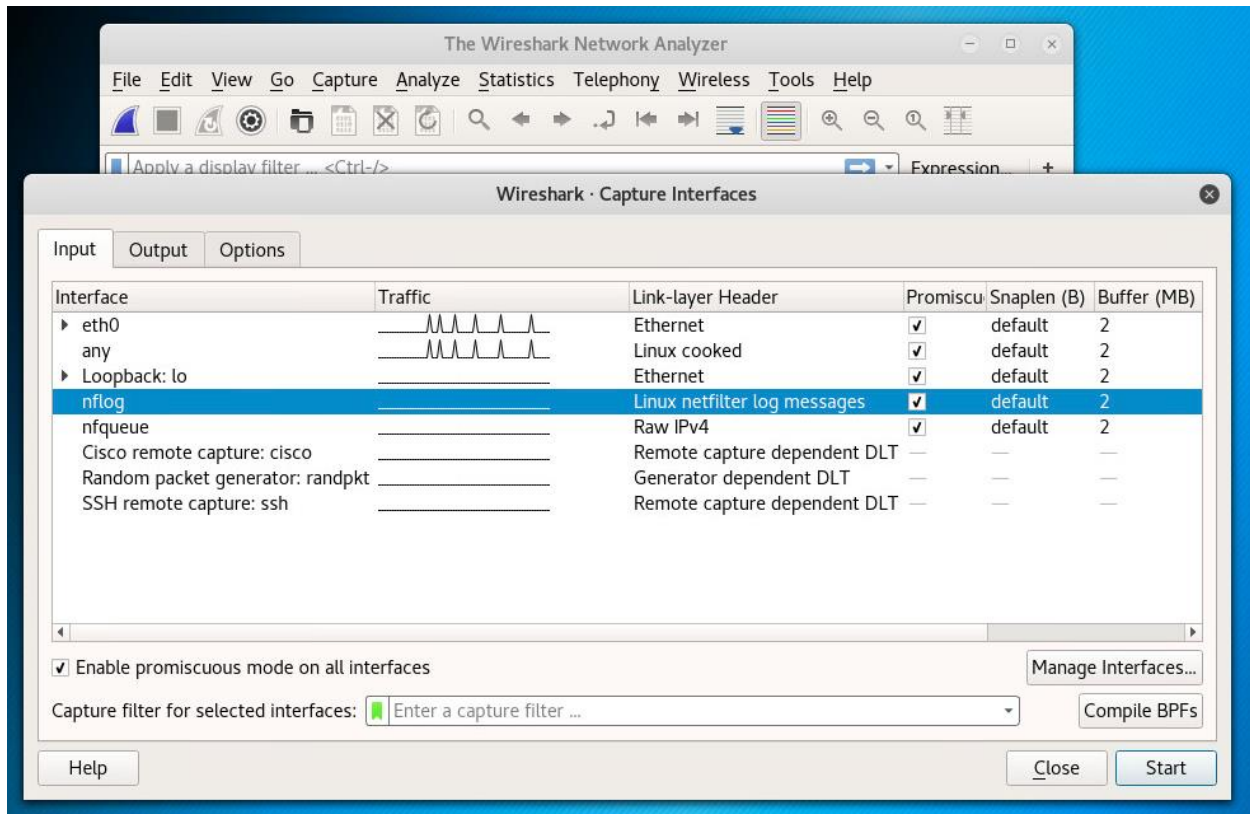 The Wireshark Network Analyzer
File Edit View Go Capture Analyze Statistics Telephony Wireless Tools Help
Apply a display filter ... <Ctrl-/> Expression... +
Wireshark · Capture Interfaces
Input Output Options
Interface Traffic Link-layer Header Promiscu Snaplen (B) Buffer (MB)
eth0 Ethernet default 2
any Linux cooked default 2
Loopback: lo Ethernet default 2
nflog Linux netfilter log messages default 2
nfqueue Raw IPv4 default 2
Cisco remote capture: cisco Remote capture dependent DLT — — —
Random packet generator: randpkt Generator dependent DLT — — —
SSH remote capture: ssh Remote capture dependent DLT — — —
Enable promiscuous mode on all interfaces Manage Interfaces...
Capture filter for selected interfaces: Enter a capture filter ... Compile BPFs
Help Close Start